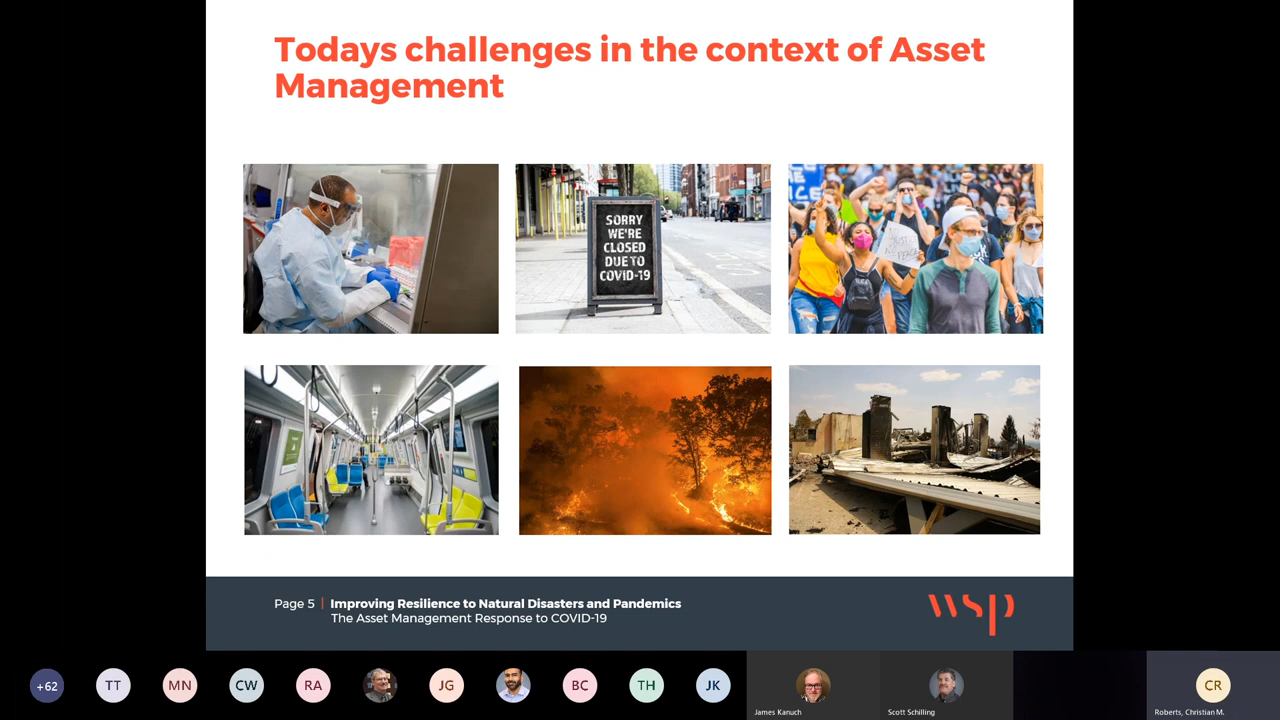 Todays challenges in the context of Asset
Management
SORRY
WE'RE
CLOSED
DUE TO
COVID-19
Page 5 | Improving Resilience to Natural Disasters and Pandemics
The Asset Management Response to COVID-19
wsp
+62
TT
MN
CW
RA
JG
BC
TH
JK
CR
James Kanuch
Scott Schilling
Roberts, Christian M.